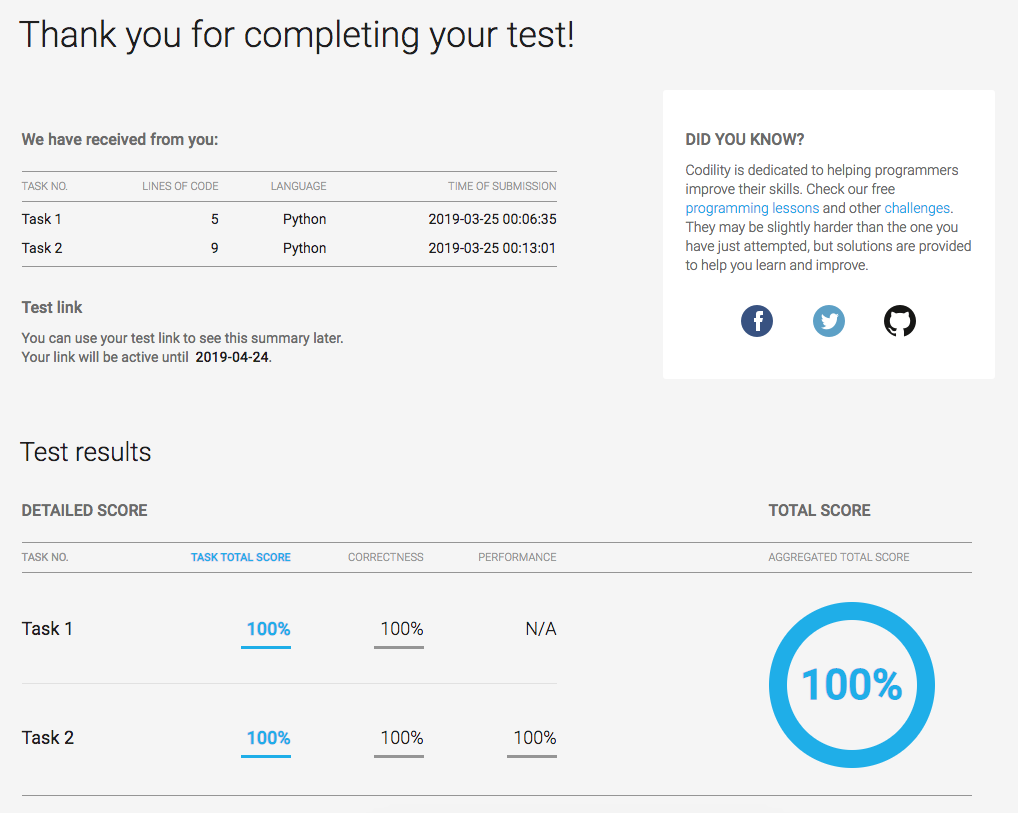 Thank you for completing your test!
We have received from you:
TASK NO. LINES OF CODE LANGUAGE TIME OF SUBMISSION
Task 1 5 Python 2019-03-25 00:06:35
Task 2 9 Python 2019-03-25 00:13:01
Test link
You can use your test link to see this summary later.
Your link will be active until 2019-04-24.
DID YOU KNOW?
Codility is dedicated to helping programmers
improve their skills. Check our free
programming lessons and other challenges.
They may be slightly harder than the one you
have just attempted, but solutions are provided
to help you learn and improve.
Test results
DETAILED SCORE
TASK NO. TASK TOTAL SCORE CORRECTNESS PERFORMANCE
Task 1 100% 100% N/A
Task 2 100% 100% 100%
TOTAL SCORE
AGGREGATED TOTAL SCORE
100%